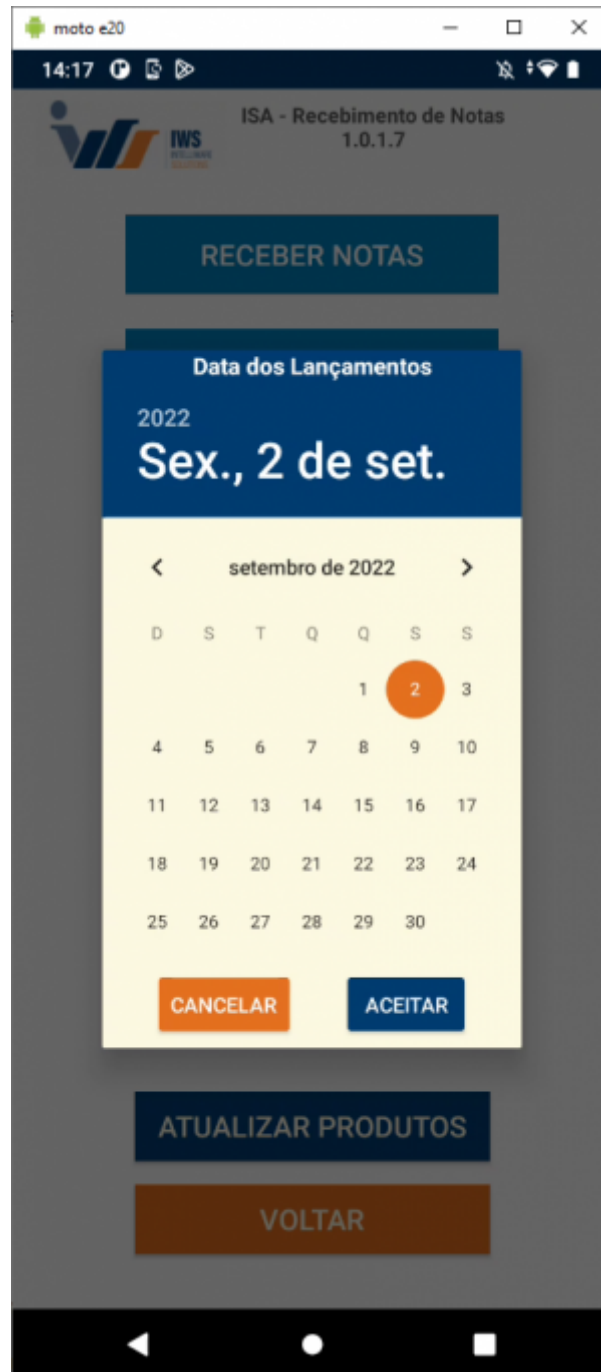 moto e20
14:17
ISA - Recebimento de Notas
1.0.1.7
IWS
RECEBER NOTAS
Data dos Lançamentos
2022
Sex., 2 de set.
setembro de 2022
D S T Q Q S S
1 2 3
4 5 6 7 8 9 10
11 12 13 14 15 16 17
18 19 20 21 22 23 24
25 26 27 28 29 30
CANCELAR ACEITAR
ATUALIZAR PRODUTOS
VOLTAR